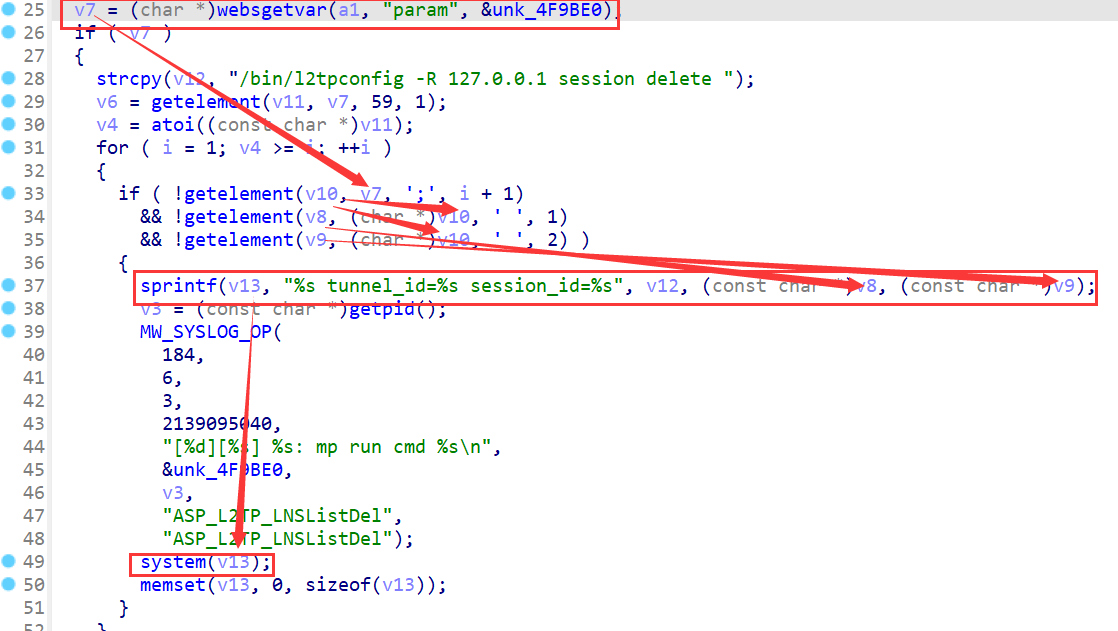 25 v7 = (char *)websgetvar(a1, "param", &unk_4F9BE0);
26 if ( v7 )
27 {
28 strcpy(v12, "/bin/l2tpconfig -R 127.0.0.1 session delete ");
29 v6 = getelement(v11, v7, 59, 1);
30 v4 = atoi((const char *)v11);
31 for ( i = 1; v4 >= i; ++i )
32 {
33 if ( !getelement(v10, v7, ';', i + 1)
34 && !getelement(v8, (char *)v10, ' ', 1)
35 && !getelement(v9, (char *)v10, ' ', 2) )
36 {
37 sprintf(v13, "%s tunnel_id=%s session_id=%s", v12, (const char *)v8, (const char *)v9);
38 v3 = (const char *)getpid();
39 MW_SYSLOG_OP(
40 184,
41 6,
42 3,
43 2139095040,
44 "[%d][%s] %s: mp run cmd %s\n",
45 &unk_4F9BE0,
46 v3,
47 "ASP_L2TP_LNSListDel",
48 "ASP_L2TP_LNSListDel");
49 system(v13);
50 memset(v13, 0, sizeof(v13));
51 }
52 }